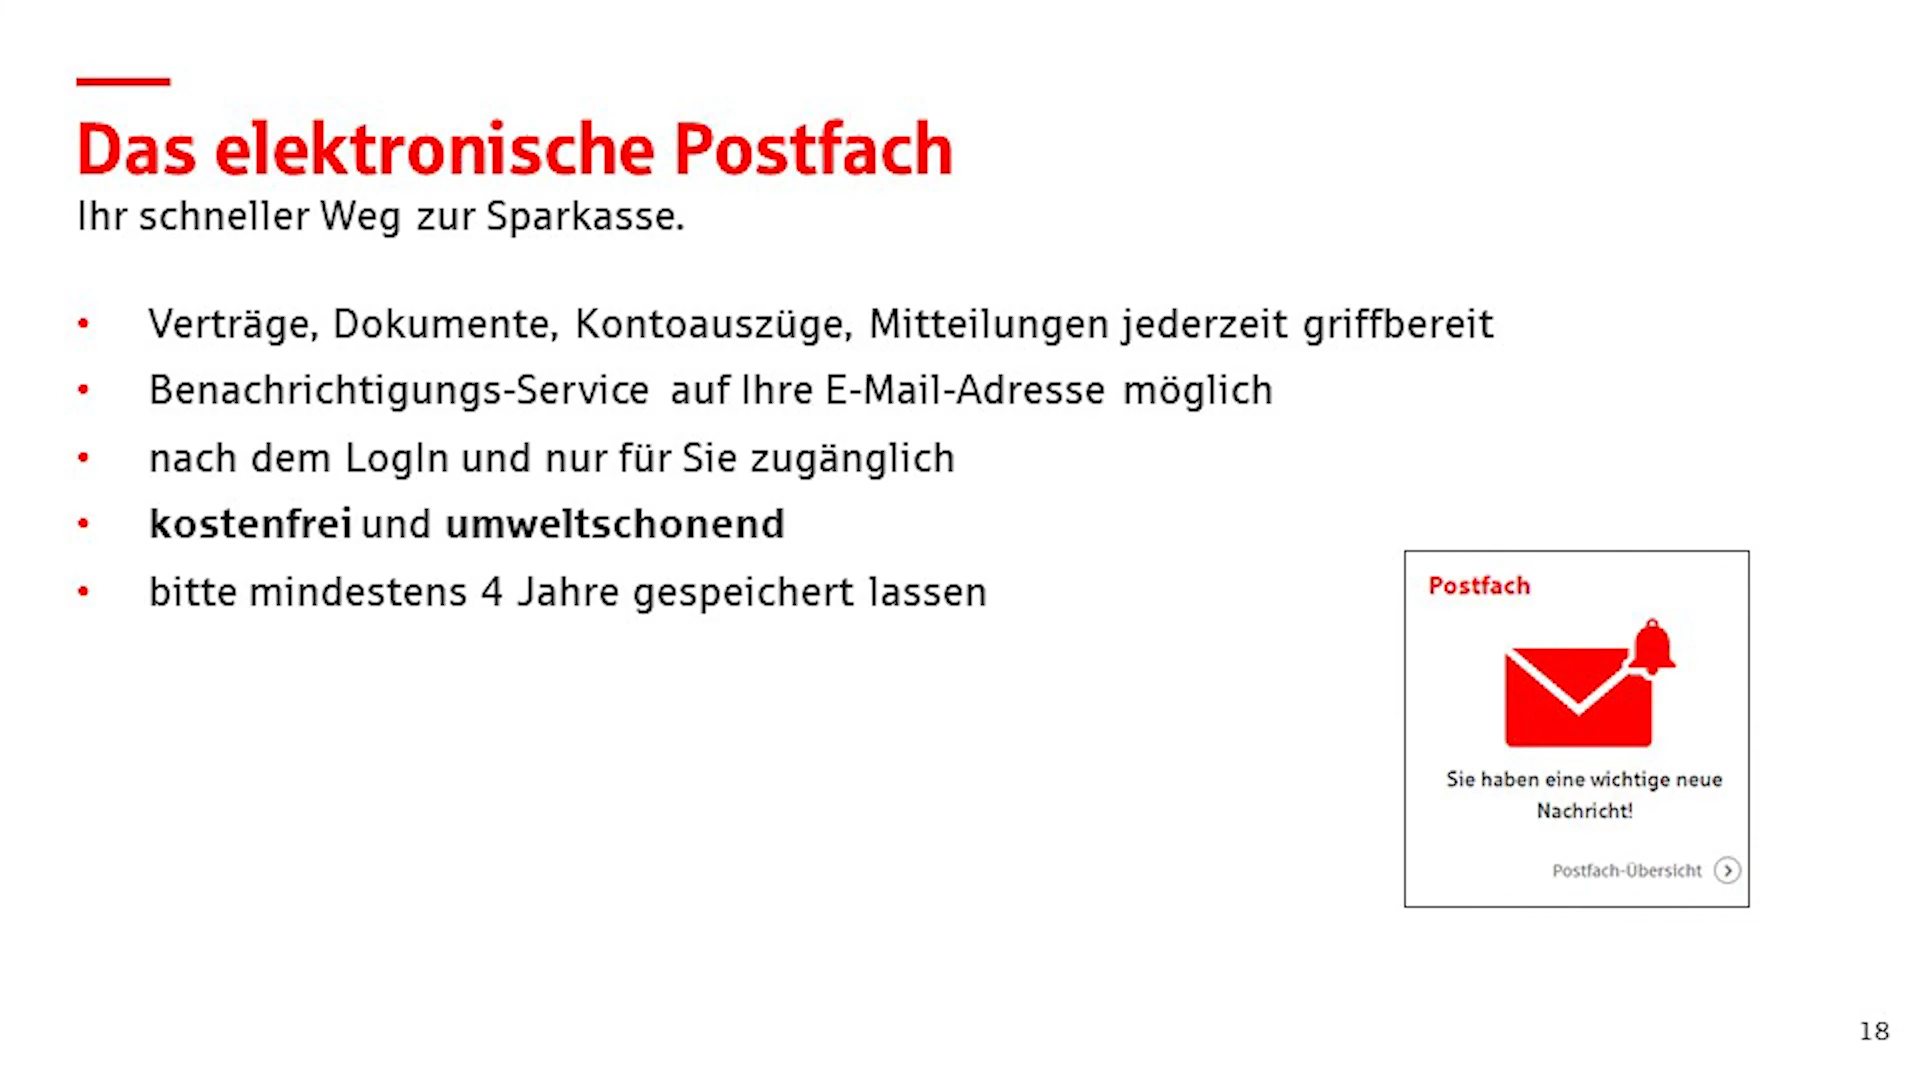 Das elektronische Postfach
Ihr schneller Weg zur Sparkasse.
• Verträge, Dokumente, Kontoauszüge, Mitteilungen jederzeit griffbereit
• Benachrichtigungs-Service auf Ihre E-Mail-Adresse möglich
• nach dem LogIn und nur für Sie zugänglich
• kostenfrei und umweltschonend
• bitte mindestens 4 Jahre gespeichert lassen
Postfach
Sie haben eine wichtige neue
Nachricht!
Postfach-Übersicht
18